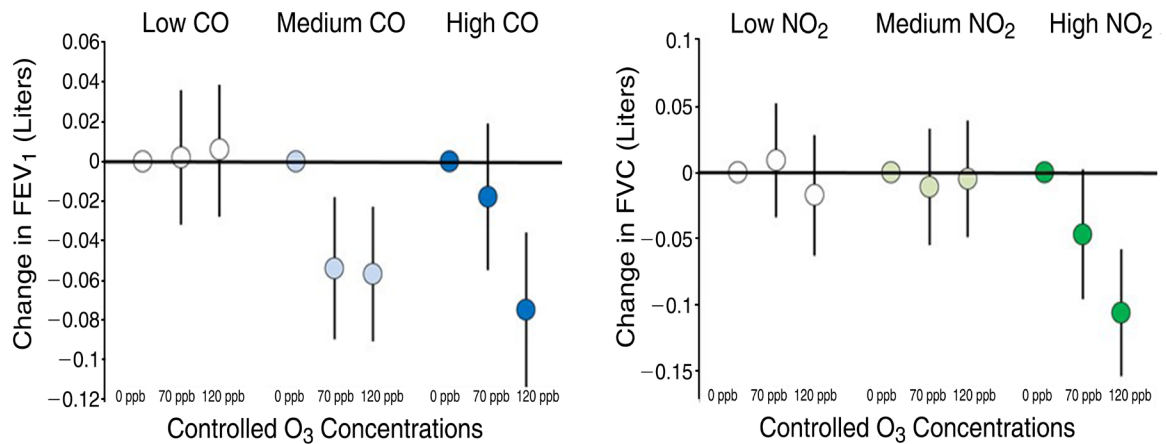 Low CO Medium CO High CO
Change in FEV1 (Liters)
0.06
0.04
0.02
0
−0.02
−0.04
−0.06
−0.08
−0.1
−0.12
0 ppb 70 ppb 120 ppb 0 ppb 70 ppb 120 ppb 0 ppb 70 ppb 120 ppb
Controlled O3 Concentrations
Low NO2 Medium NO2 High NO2
Change in FVC (Liters)
0.1
0.05
0
−0.05
−0.1
−0.15
0 ppb 70 ppb 120 ppb 0 ppb 70 ppb 120 ppb 0 ppb 70 ppb 120 ppb
Controlled O3 Concentrations